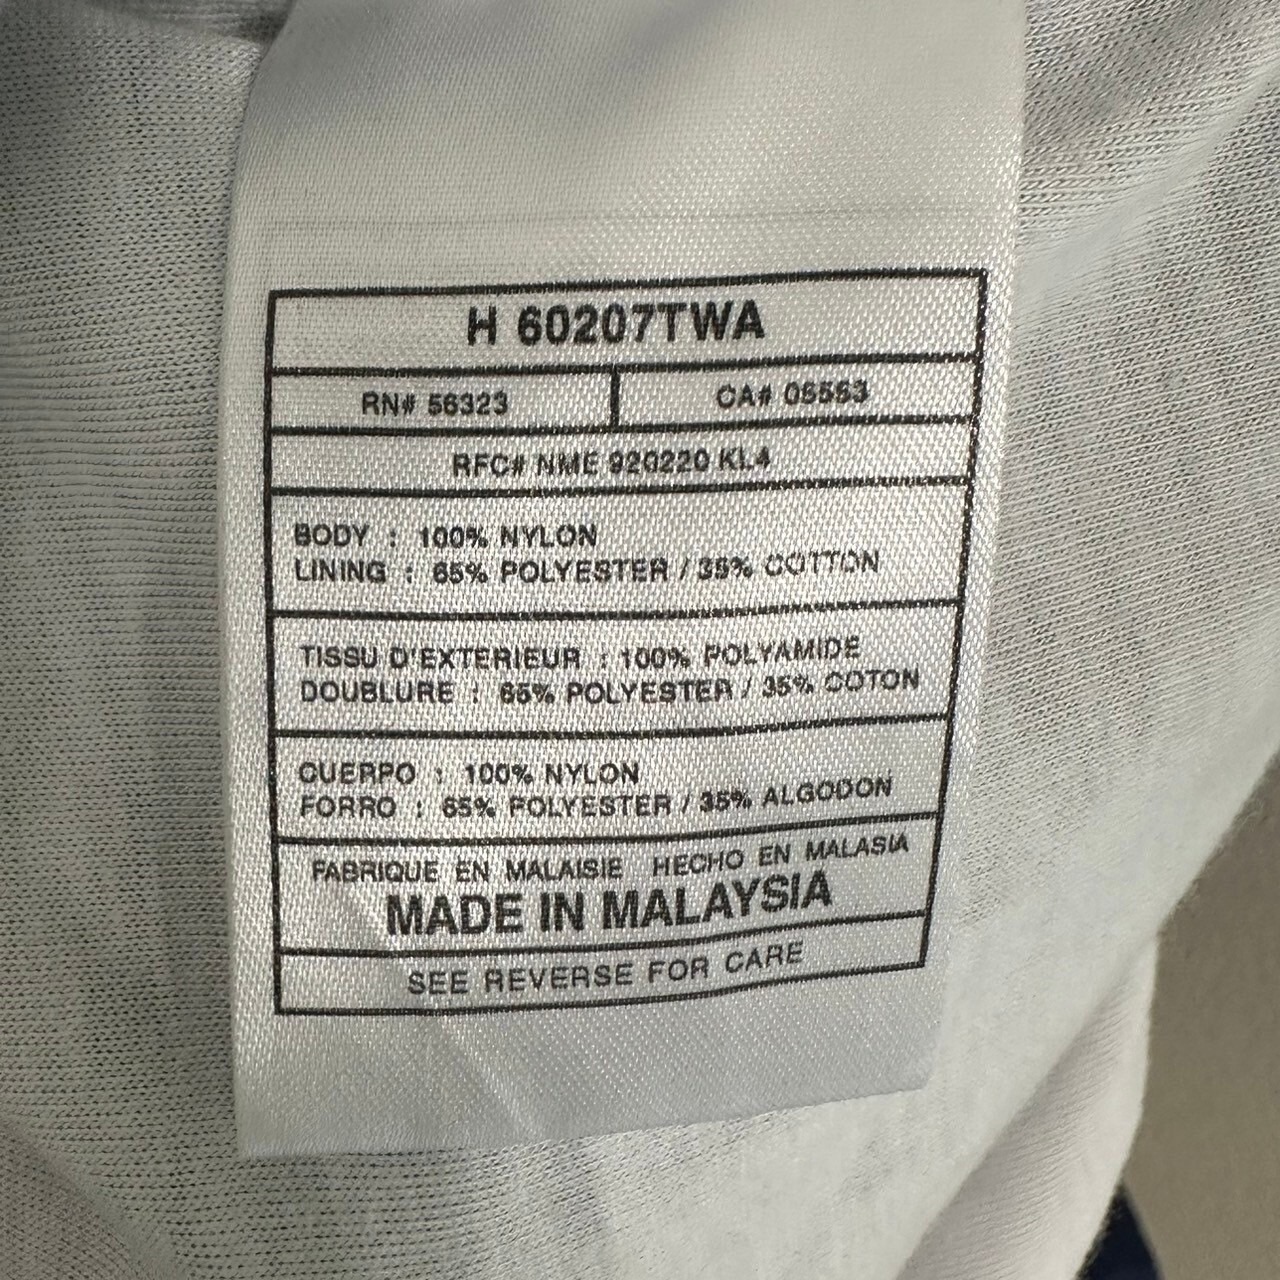 H 60207TWA
RN# 56323
CA# 05553
RFC# NME 920220 KL4
BODY : 100% NYLON
LINING : 65% POLYESTER / 35% COTTON
TISSU D'EXTERIEUR : 100% POLYAMIDE
DOUBLURE : 65% POLYESTER / 35% COTON
CUERPO : 100% NYLON
FORRO : 65% POLYESTER / 35% ALGODON
FABRIQUE EN MALAISIE HECHO EN MALASIA
MADE IN MALAYSIA
SEE REVERSE FOR CARE